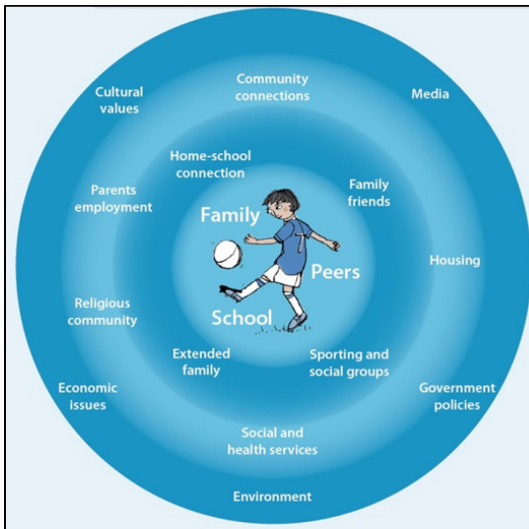 Community
connections
Cultural
values
Media
Home-school
connection
Parents
employment
Family
friends
Family
Peers
Housing
School
Religious
community
Extended
family
Sporting and
social groups
Economic
issues
Government
policies
Social and
health services
Environment